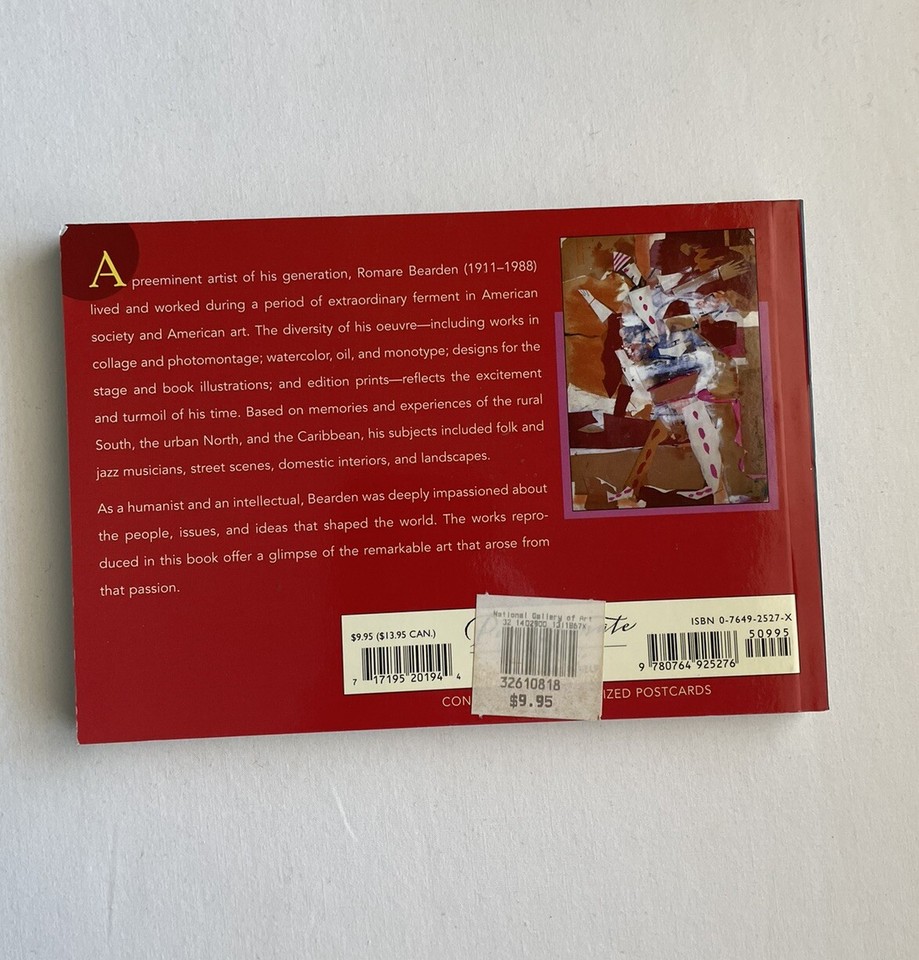 A preeminent artist of his generation, Romare Bearden (1911–1988)
lived and worked during a period of extraordinary ferment in American
society and American art. The diversity of his oeuvre—including works in
collage and photomontage; watercolor, oil, and monotype; designs for the
stage and book illustrations; and edition prints—reflects the excitement
and turmoil of his time. Based on memories and experiences of the rural
South, the urban North, and the Caribbean, his subjects included folk and
jazz musicians, street scenes, domestic interiors, and landscapes.
As a humanist and an intellectual, Bearden was deeply impassioned about
the people, issues, and ideas that shaped the world. The works repro-
duced in this book offer a glimpse of the remarkable art that arose from
that passion.
$9.95 ($13.95 CAN.)
7 17195 20194 4
National Gallery of Art
32610818
$9.95
ISBN 0-7649-2527-X
50995
9 780764 925276
POSTCARDS